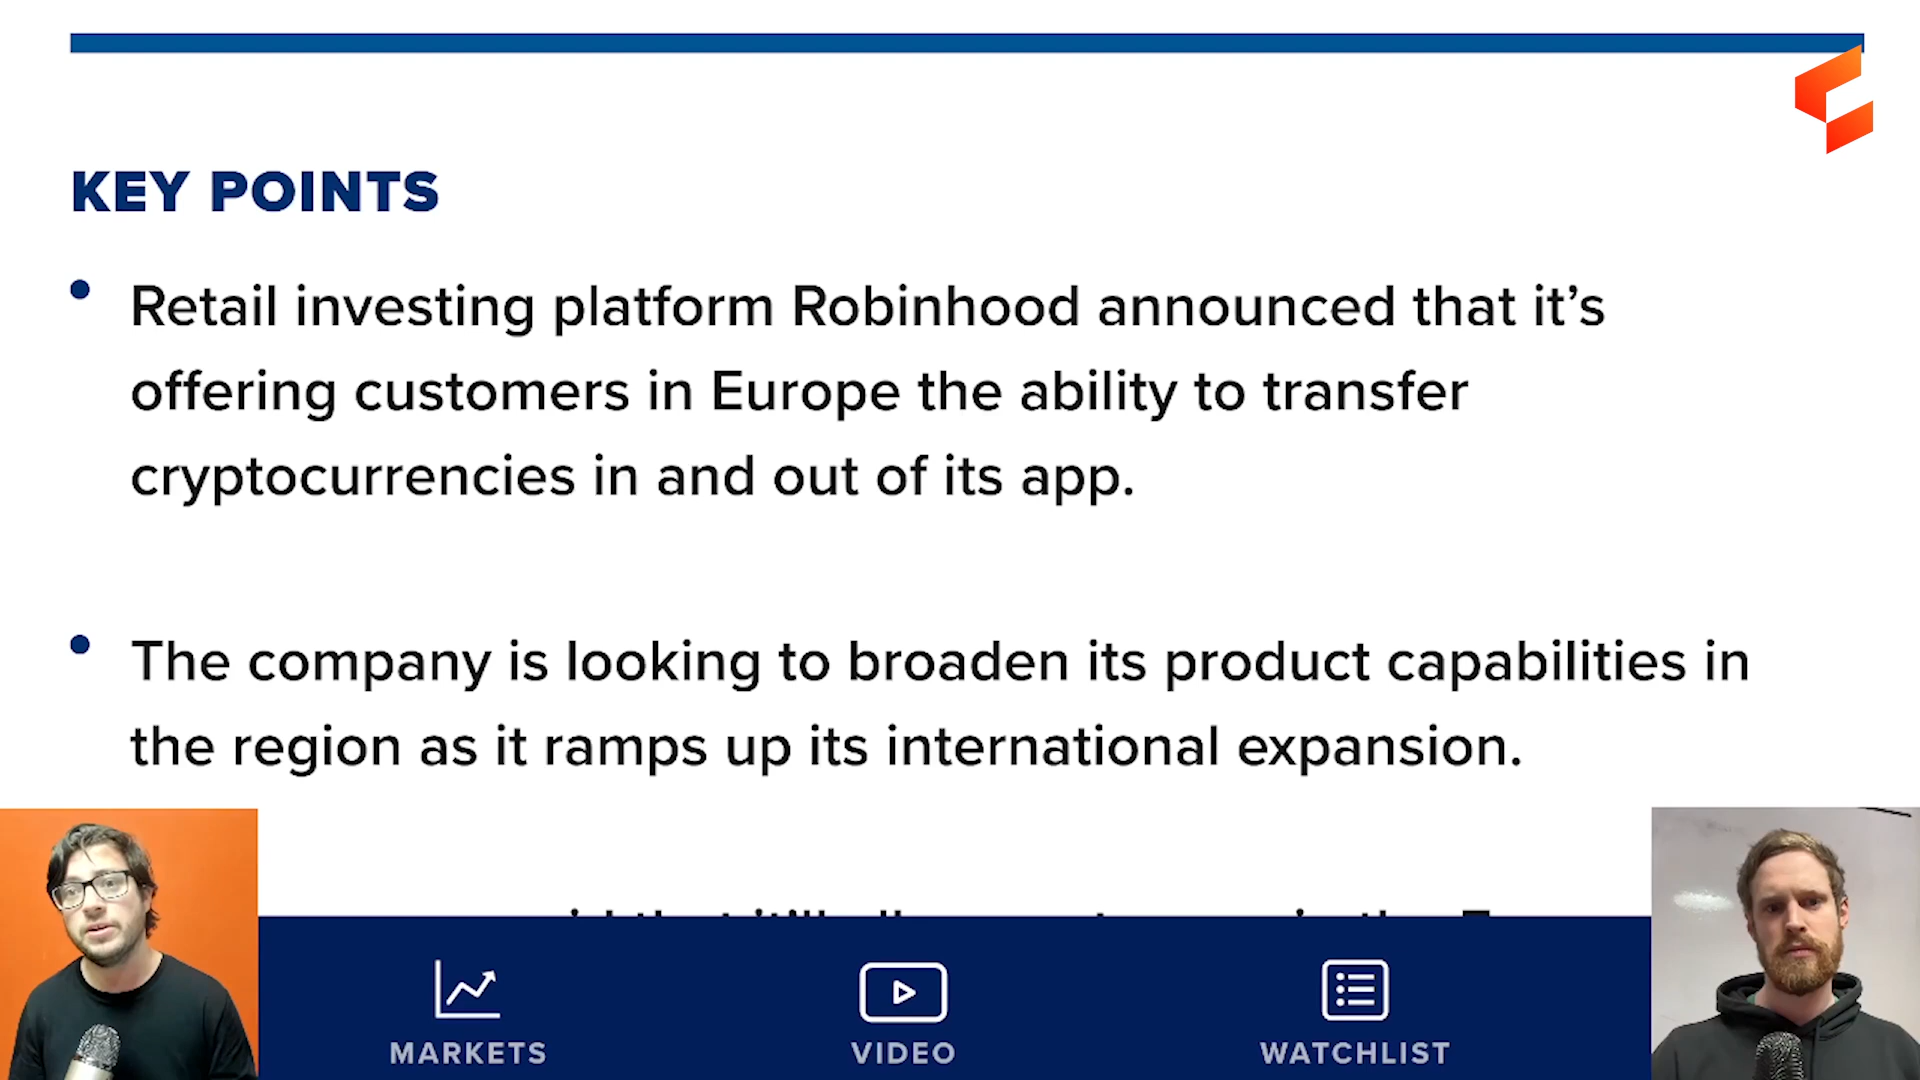 KEY POINTS
• Retail investing platform Robinhood announced that it’s
offering customers in Europe the ability to transfer
cryptocurrencies in and out of its app.
• The company is looking to broaden its product capabilities in
the region as it ramps up its international expansion.
MARKETS
VIDEO
WATCHLIST